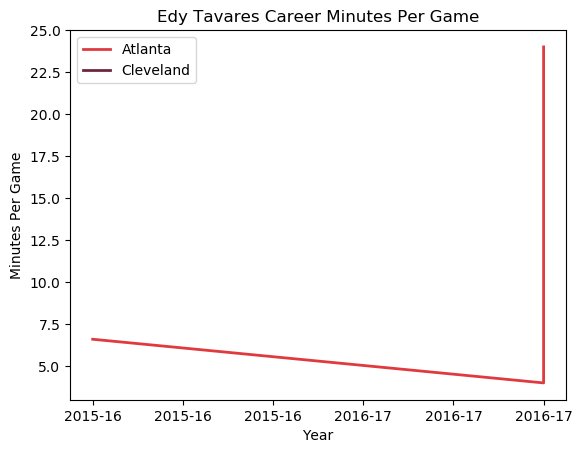 Edy Tavares Career Minutes Per Game
25.0
Atlanta
Cleveland
22.5
20.0
17.5
15.0
12.5
10.0
7.5
5.0
Minutes Per Game
2015-16 2015-16 2015-16 2016-17 2016-17 2016-17
Year